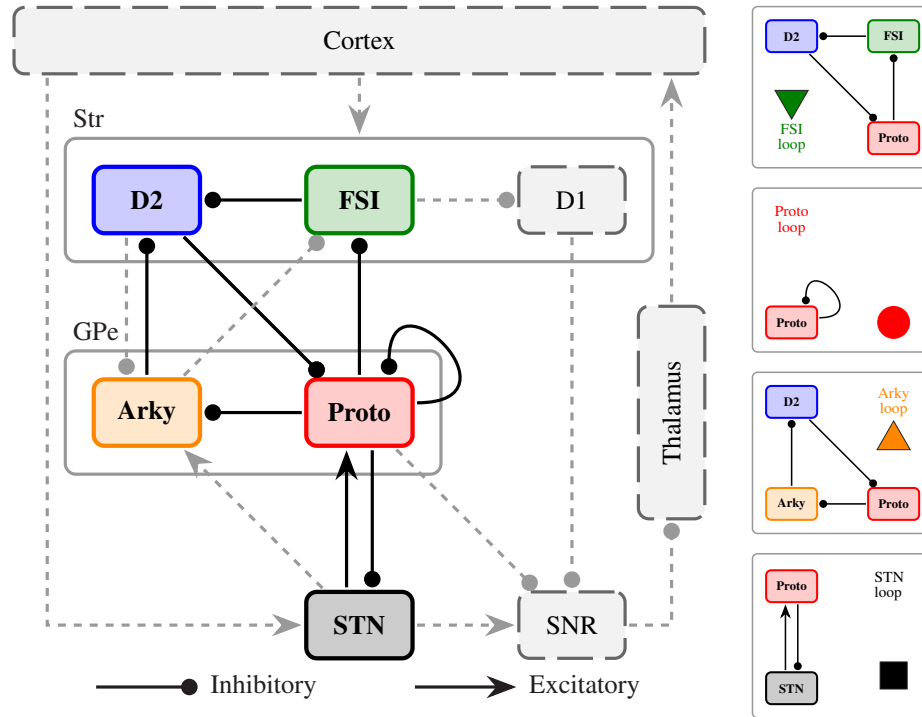 Cortex
Str
D2
FSI
D1
GPe
Arky
Proto
Thalamus
STN
SNR
Inhibitory
Excitatory
D2
FSI
FSI
loop
Proto
Proto
loop
Proto
D2
Arky
loop
Arky
Proto
Proto
STN
loop
STN